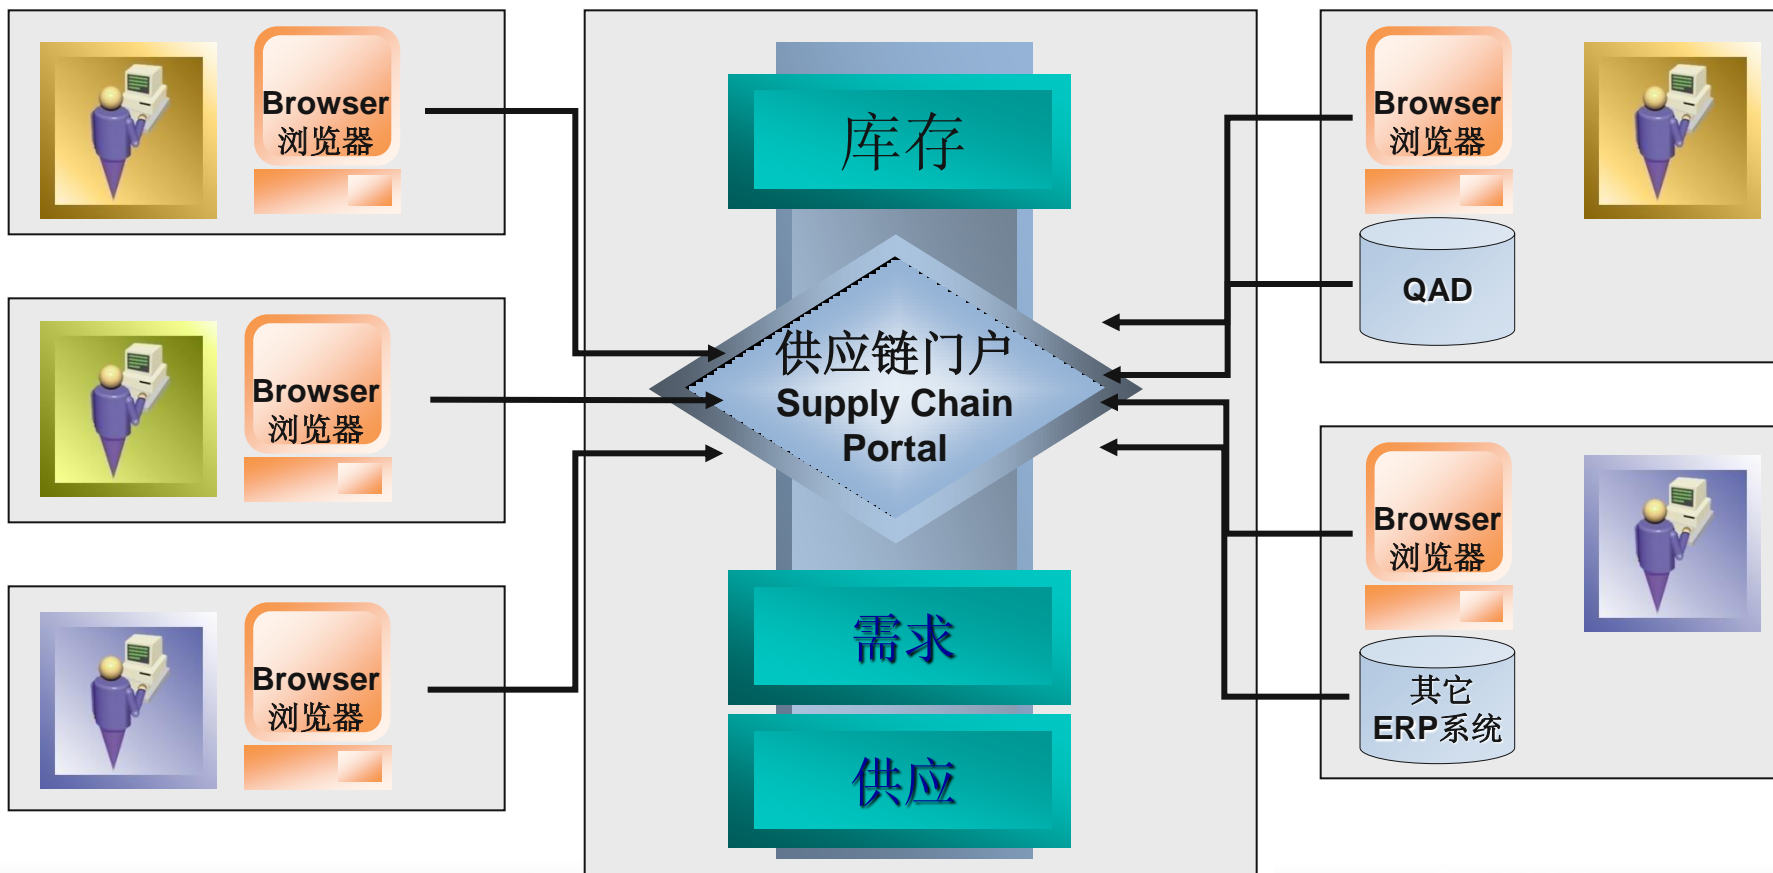 Browser
浏览器
Browser
浏览器
Browser
浏览器
库存
供应链门户
Supply Chain
Portal
需求
供应
Browser
浏览器
QAD
Browser
浏览器
其它
ERP系统